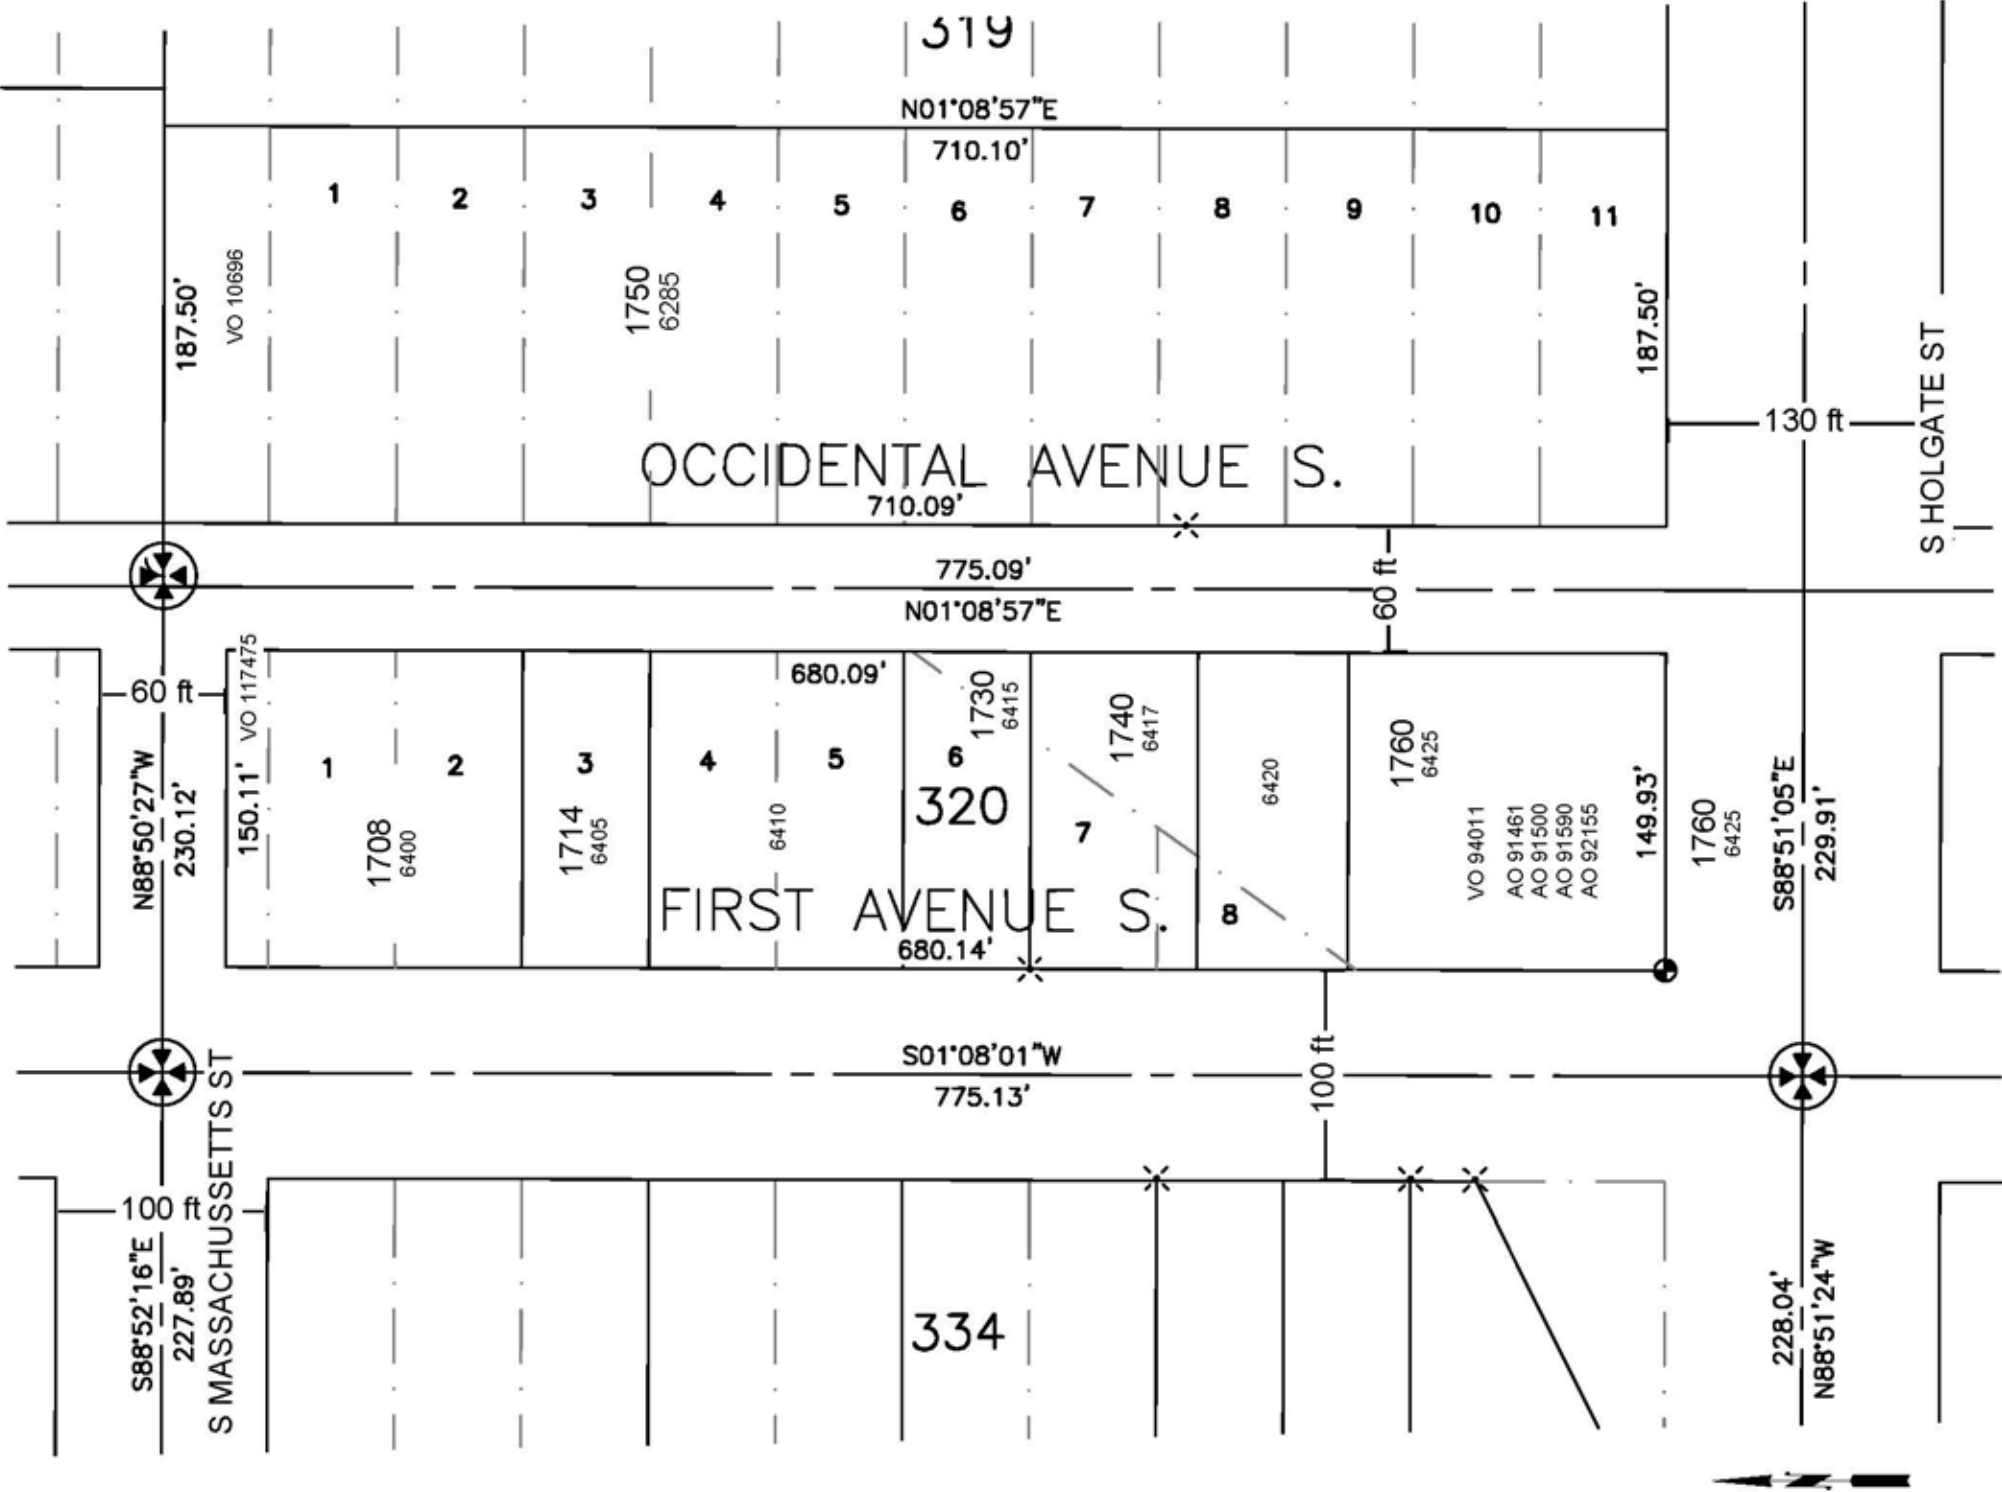 319
N01°08'57"E
710.10'
1
2
3
4
5
6
7
8
9
10
11
187.50'
VO 10696
1750
6285
187.50'
130 ft
S HOLGATE ST
OCCIDENTAL AVENUE S.
710.09'
775.09'
N01°08'57"E
60 ft
60 ft
VO 117475
680.09'
1730
6415
1740
6417
1760
6425
6420
N88°50'27"W
230.12'
150.11'
1
2
3
4
5
6
7
8
1708
6400
1714
6405
6410
320
VO 94011
AO 91461
AO 91500
AO 91590
AO 92155
149.93'
1760
6425
S88°51'05"E
229.91'
FIRST AVENUE S.
680.14'
S01°08'01"W
775.13'
100 ft
100 ft
S MASSACHUSSETTS ST
S88°52'16"E
227.89'
334
228.04'
N88°51'24"W